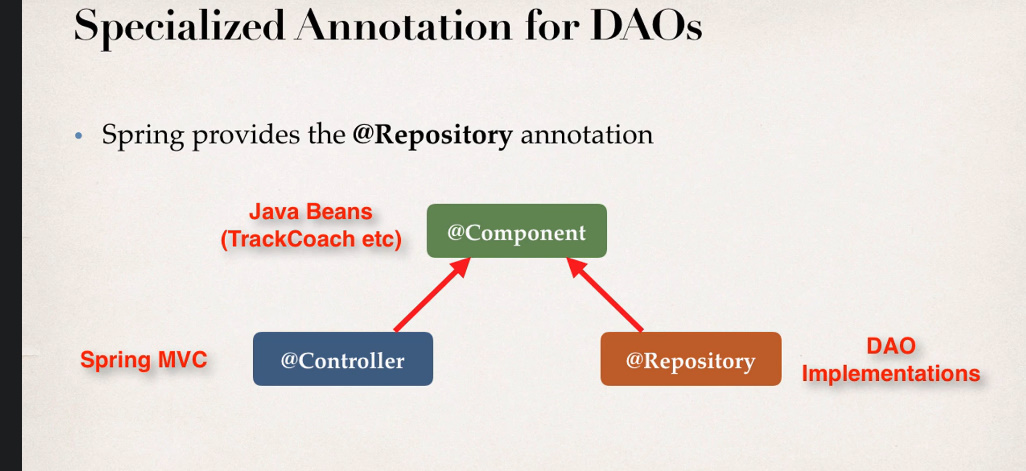 Specialized Annotation for DAOs
• Spring provides the @Repository annotation
Java Beans
(TrackCoach etc)
@Component
Spring MVC
@Controller
@Repository
DAO
Implementations